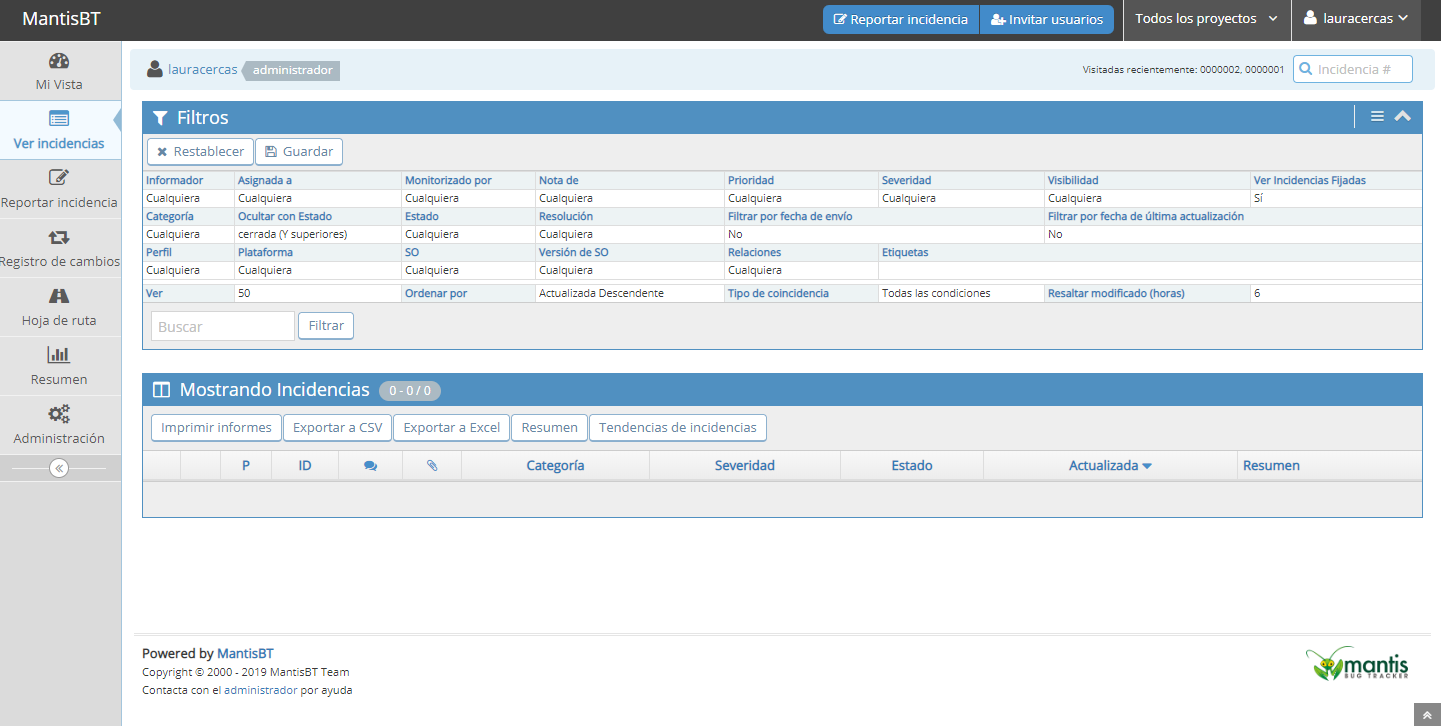 MantisBT
Reportar incidencia Invitar usuarios Todos los proyectos lauracercas
Mi Vista
Ver incidencias
Reportar incidencia
Registro de cambios
Hoja de ruta
Resumen
Administración
lauracercas administrador Visitadas recientemente: 0000002, 0000001 Incidencia #
Filtros
Restablecer Guardar
Informador Asignada a Monitorizado por Nota de Prioridad Severidad Visibilidad Ver Incidencias Fijadas
Cualquiera Cualquiera Cualquiera Cualquiera Cualquiera Cualquiera Cualquiera Sí
Categoría Ocultar con Estado Estado Resolución Filtrar por fecha de envío Filtrar por fecha de última actualización
Cualquiera cerrada (Y superiores) Cualquiera Cualquiera No No
Perfil Plataforma SO Versión de SO Relaciones Etiquetas
Cualquiera Cualquiera Cualquiera Cualquiera Cualquiera
Ver 50 Ordenar por Actualizada Descendente Tipo de coincidencia Todas las condiciones Resaltar modificado (horas) 6
Buscar Filtrar
Mostrando Incidencias 0 - 0 / 0
Imprimir informes Exportar a CSV Exportar a Excel Resumen Tendencias de incidencias
P ID Categoría Severidad Estado Actualizada Resumen
Powered by MantisBT
Copyright © 2000 - 2019 MantisBT Team
Contacta con el administrador por ayuda
mantis
BUG TRACKER